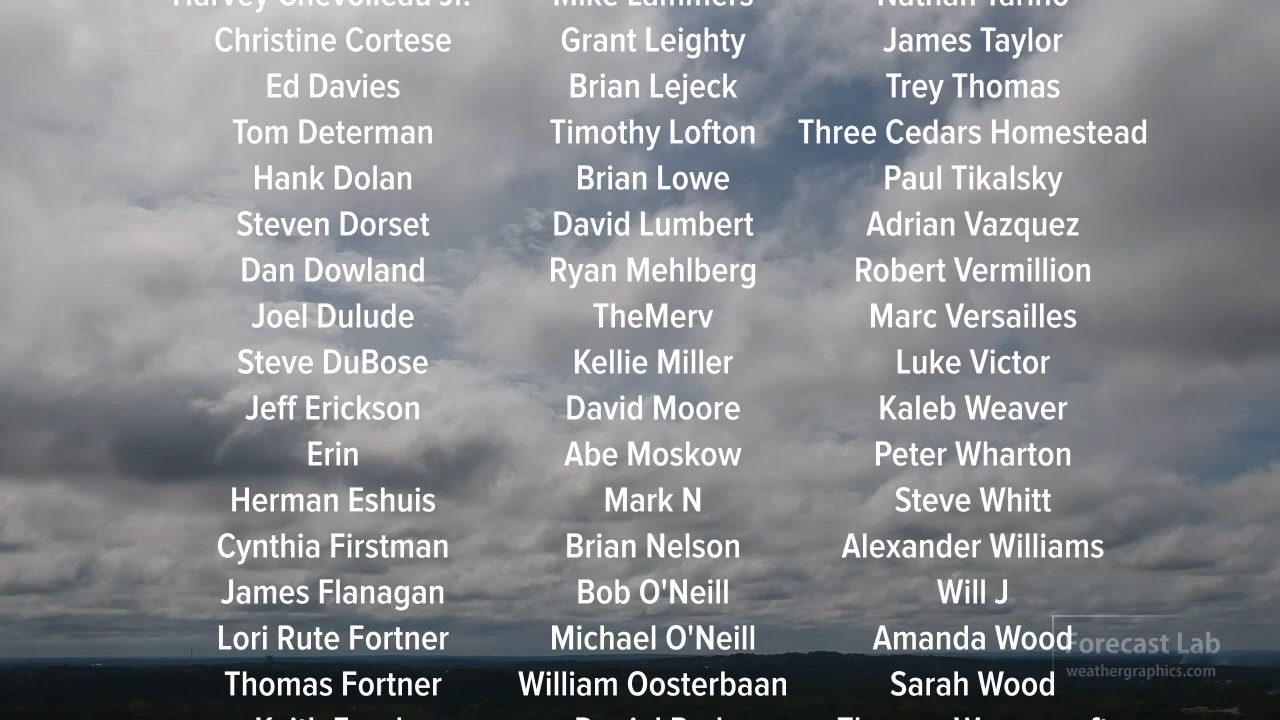 Christine Cortese
Ed Davies
Tom Determan
Hank Dolan
Steven Dorset
Dan Dowland
Joel Dulude
Steve DuBose
Jeff Erickson
Erin
Herman Eshuis
Cynthia Firstman
James Flanagan
Lori Rute Fortner
Thomas Fortner
Mike Lammers
Grant Leighty
Brian Lejeck
Timothy Lofton
Brian Lowe
David Lumbert
Ryan Mehlberg
TheMerv
Kellie Miller
David Moore
Abe Moskow
Mark N
Brian Nelson
Bob O'Neill
Michael O'Neill
William Oosterbaan
James Taylor
Trey Thomas
Three Cedars Homestead
Paul Tikalsky
Adrian Vazquez
Robert Vermillion
Marc Versailles
Luke Victor
Kaleb Weaver
Peter Wharton
Steve Whitt
Alexander Williams
Will J
Amanda Wood
Sarah Wood
Forecast Lab
weathergraphics.com